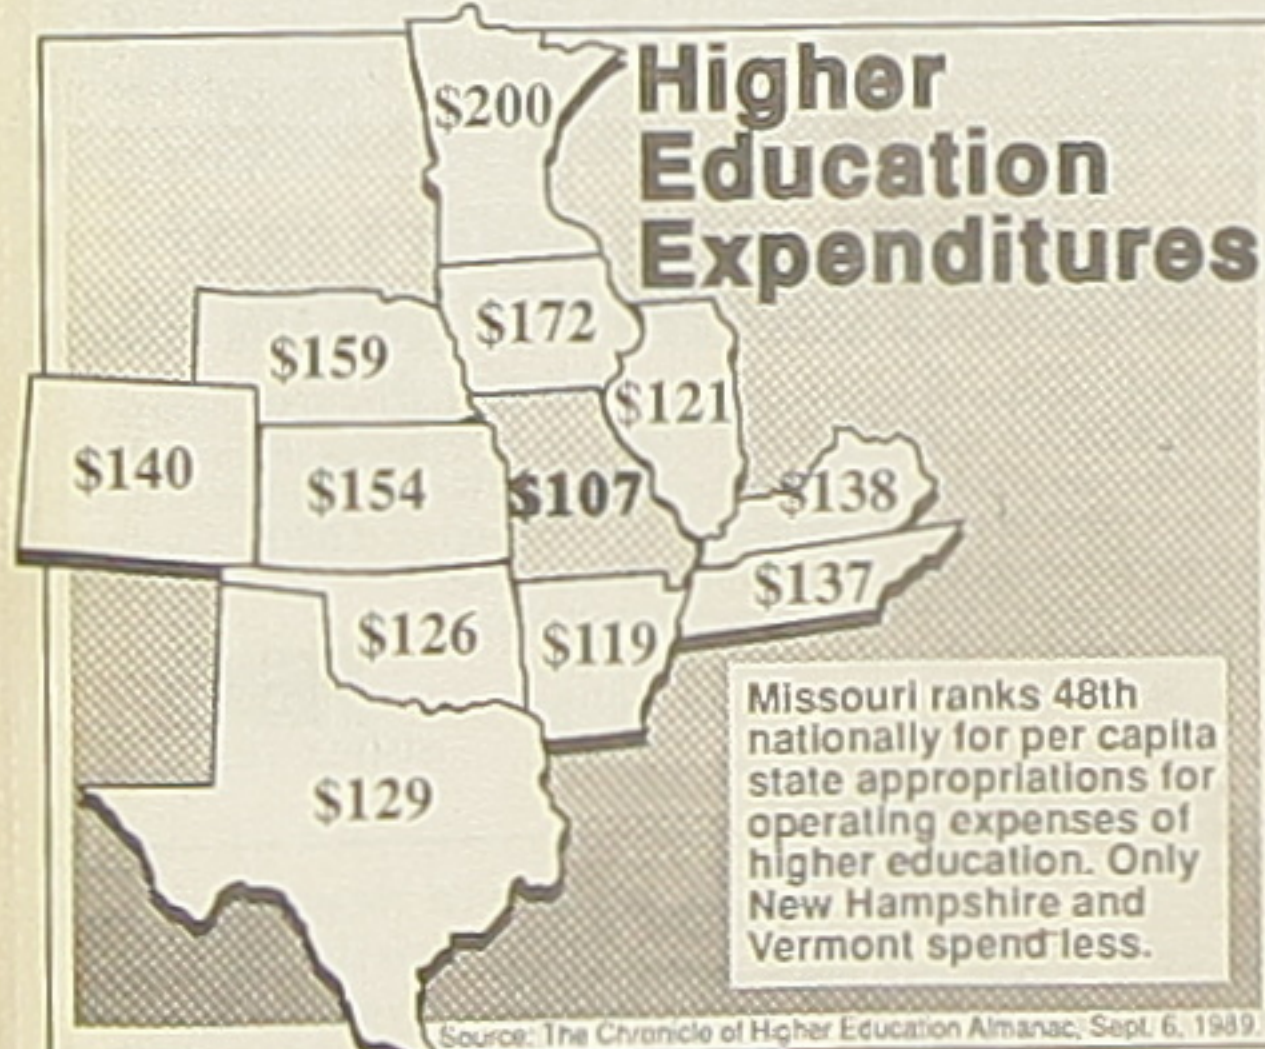 Higher
Education
Expenditures
$200
$172
$159
$121
$140
$154
$107
$138
$137
$126
$119
$129
Missouri ranks 48th
nationally for per capita
state appropriations for
operating expenses of
higher education. Only
New Hampshire and
Vermont spend less.
Source: The Chronicle of Higher Education Almanac, Sept. 6, 1989.